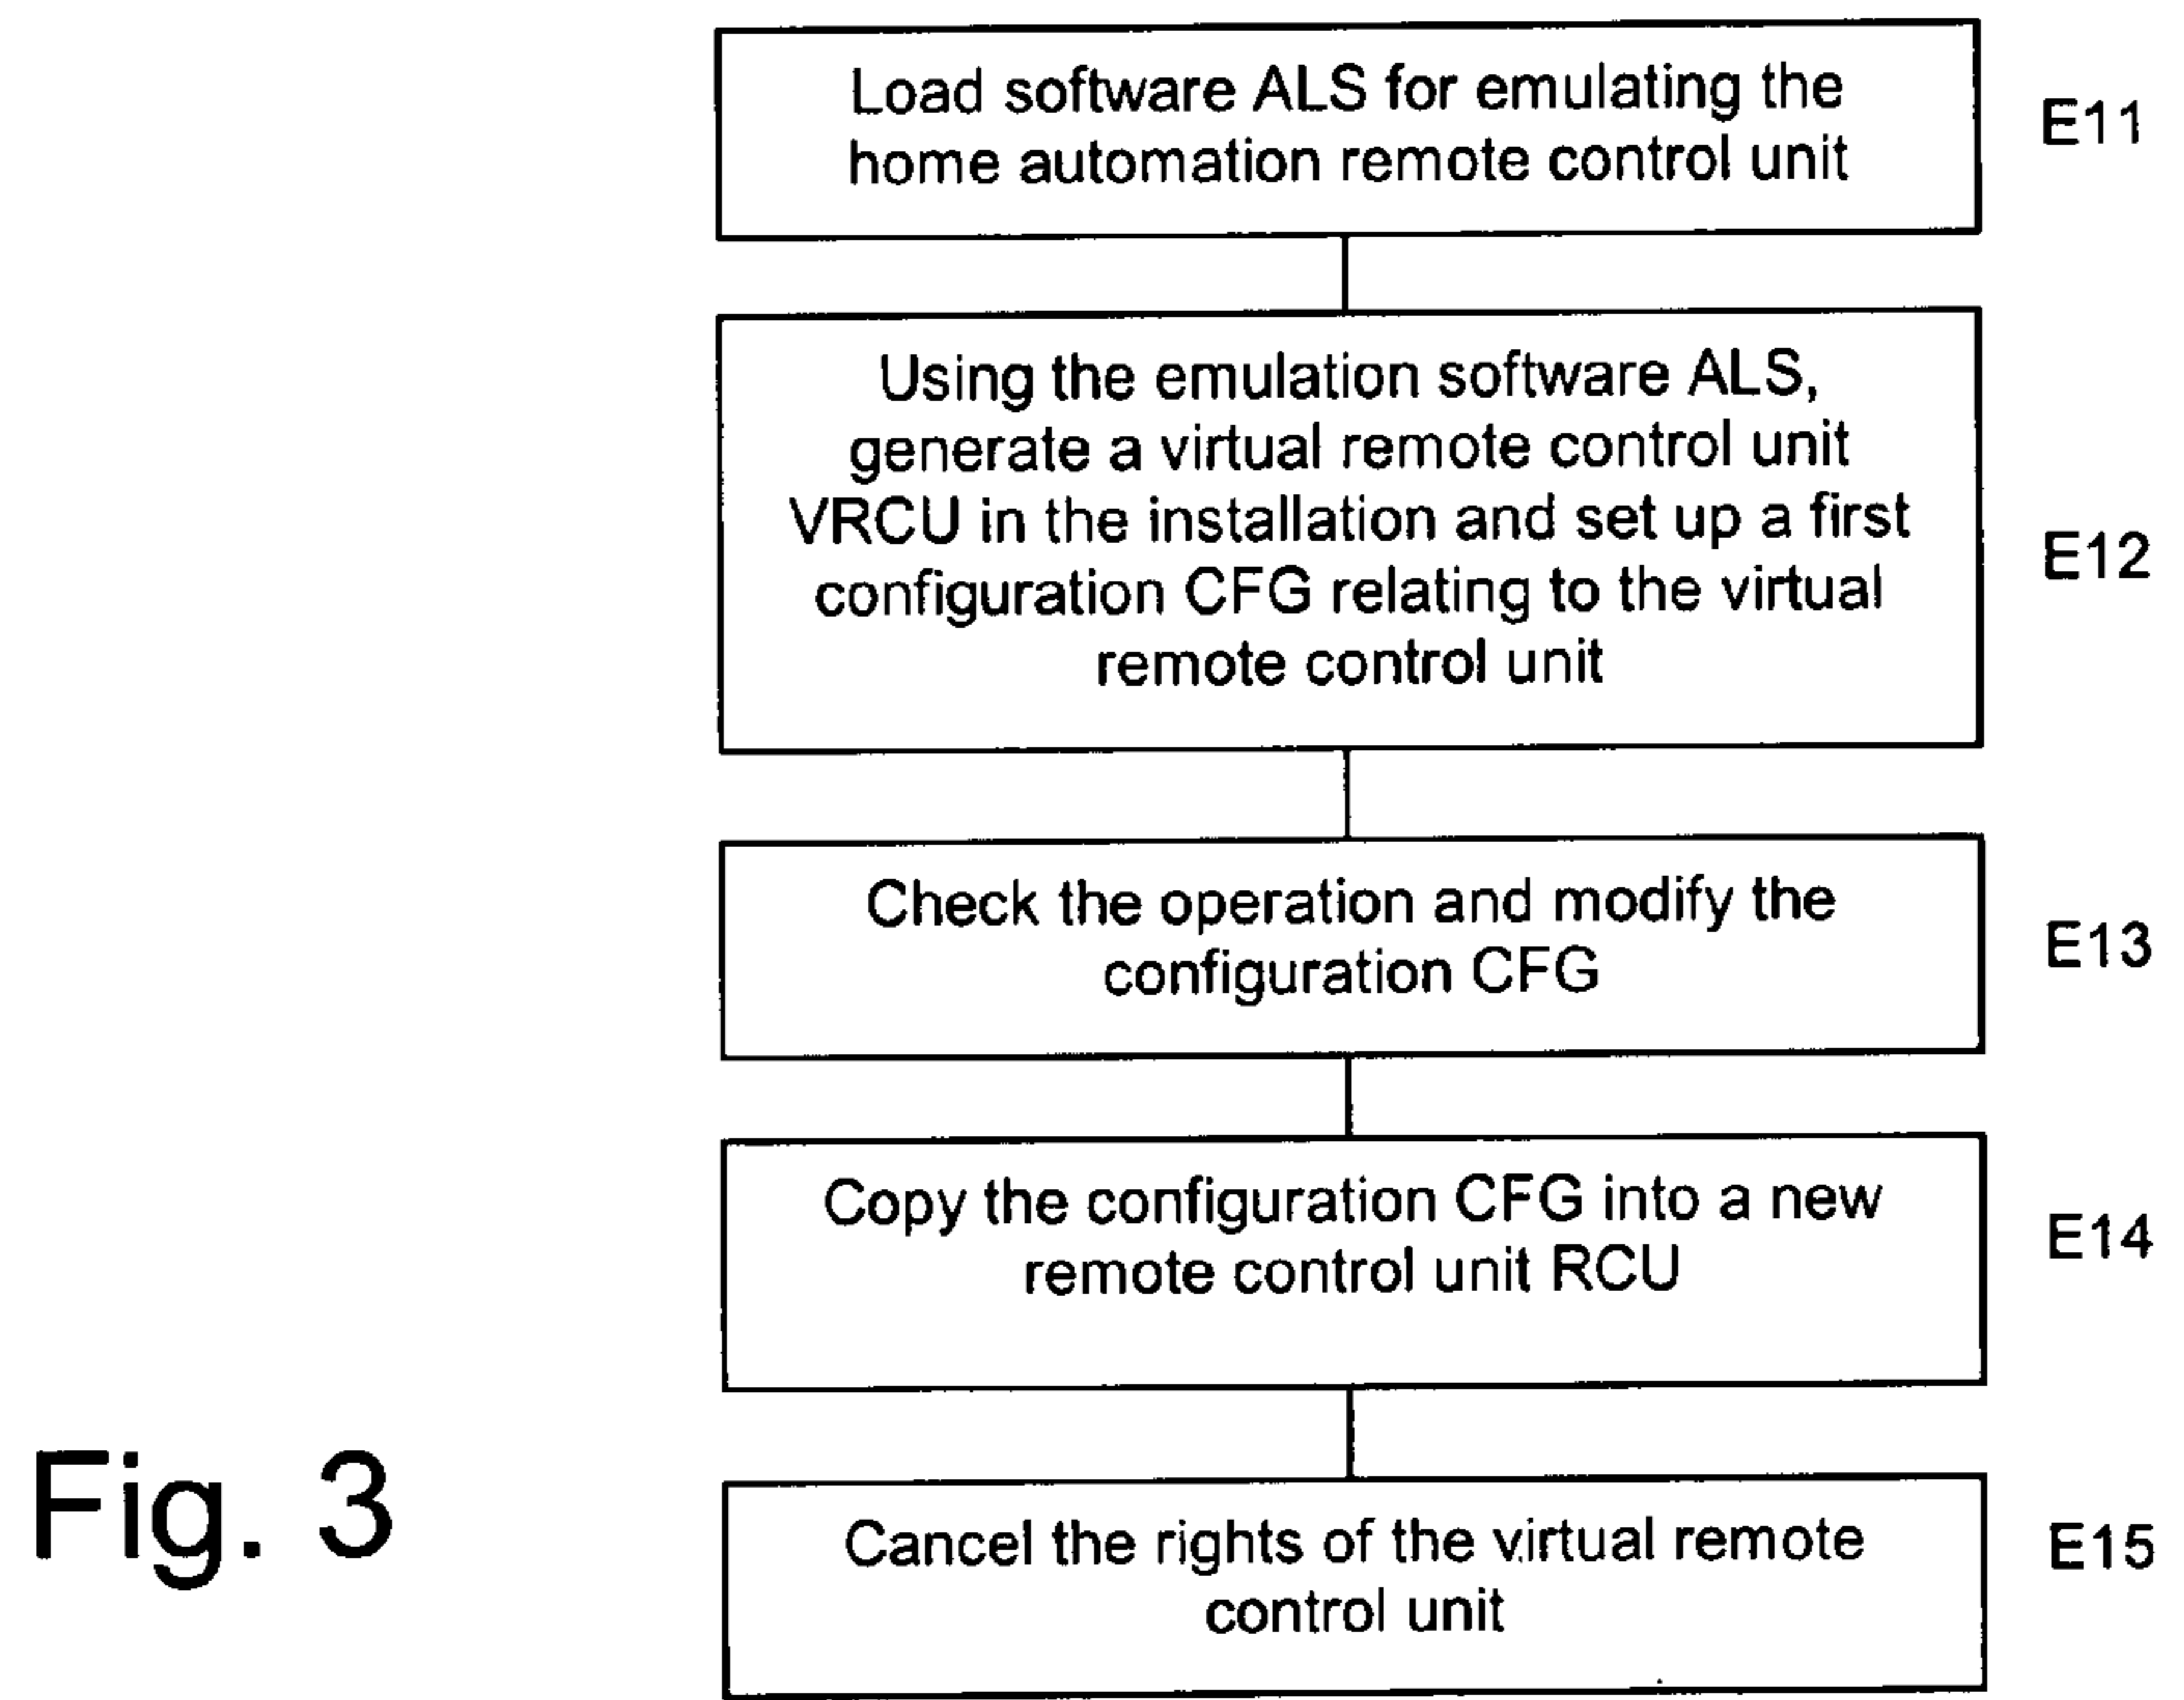 Load software ALS for emulating the
home automation remote control unit
E11
Using the emulation software ALS,
generate a virtual remote control unit
VRCU in the installation and set up a first
configuration CFG relating to the virtual
remote control unit
E12
Check the operation and modify the
configuration CFG
E13
Copy the configuration CFG into a new
remote control unit RCU
E14
Cancel the rights of the virtual remote
control unit
E15
Fig. 3